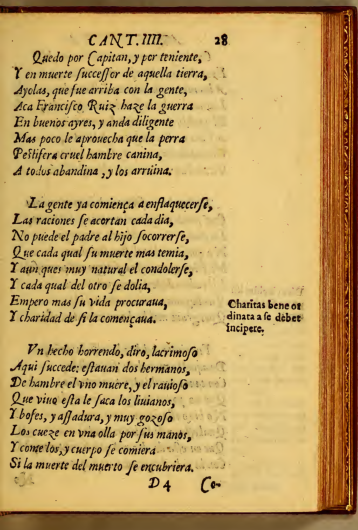 CANT. IIII. 28
Quedo por Capitan, y por teniente,
Y en muerte successor de aquella tierra,
Ayolas, que fue arriba con la gente,
Aca Francisco Ruiz haze la guerra
En buenos ayres, y anda diligente
Mas poco le aprouecha que la perra
Pestifera cruel hambre canina,
A todos abandina, y los arruina.
La gente ya comiença a enflaquecerse,
Las raciones se acortan cada dia,
No puede el padre al hijo socorrerse,
Que cada qual su muerte mas temia,
Y aun ques muy natural el condolerse,
Y cada qual del otro se dolia,
Empero mas su vida procuraua,
Y charidad de si la començaua.
Charitas bene or
dinata a se debet
incipere.
Vn hecho horrendo, diro, lacrimoso
Aqui succede: estauan dos hermanos,
De hambre el vno muere, y el rauioso
Que viuo esta le saca los liuianos,
Y bofes, y assadura, y muy gozoso
Los cueze en vna olla por sus manos,
Y come los, y cuerpo se comiera
Si la muerte del muerto se encubriera.
D 4 Co-